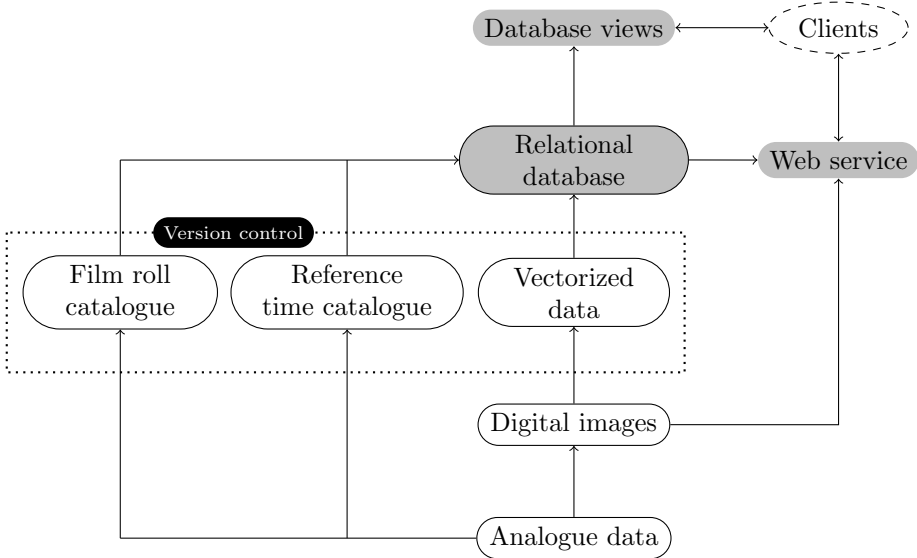 Database views
Clients
Relational
database
Web service
Version control
Film roll
catalogue
Reference
time catalogue
Vectorized
data
Digital images
Analogue data